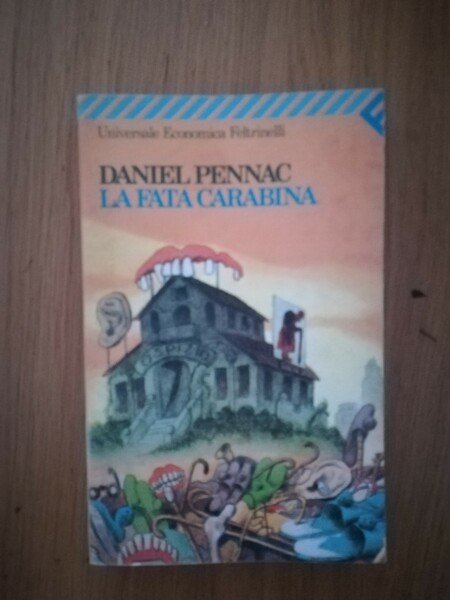 Universale Economica Feltrinelli
DANIEL PENNAC
LA FATA CARABINA